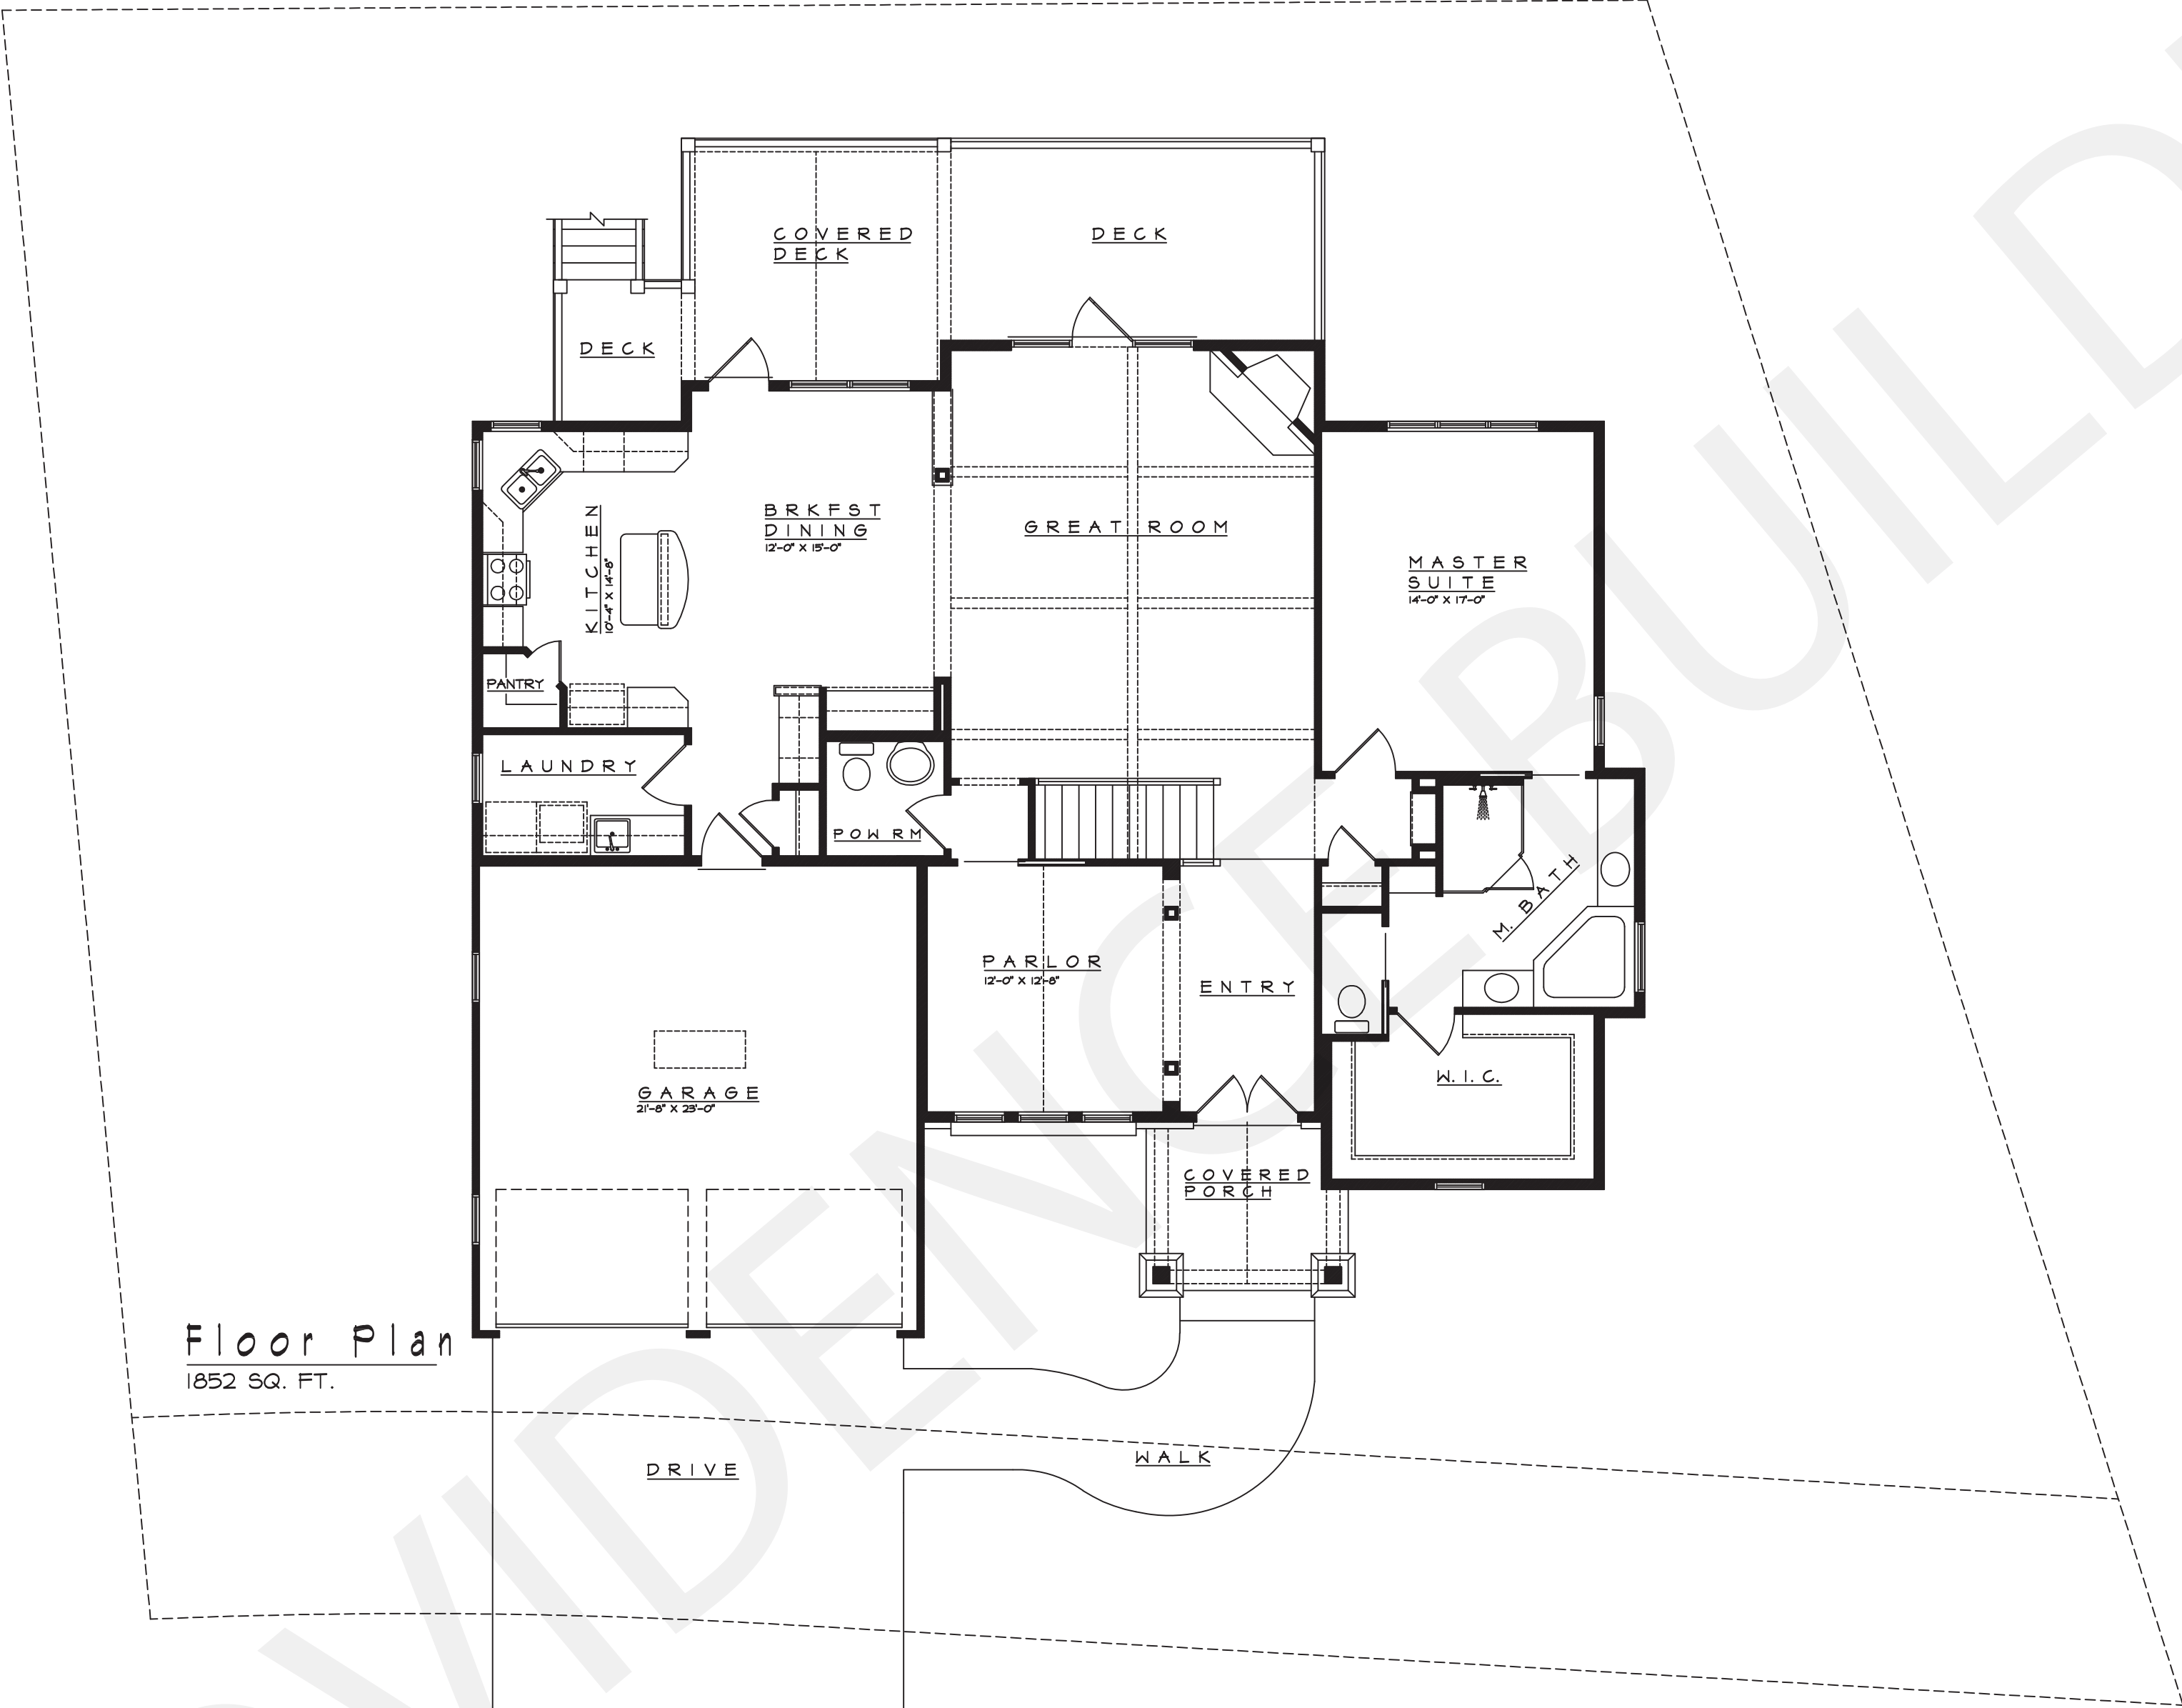 COVERED
DECK
DECK
DECK
BRKFST
DINING
12'-0" X 15'-0"
GREAT ROOM
KITCHEN
10'-4" X 14'-8"
MASTER
SUITE
14'-0" X 17'-0"
PANTRY
LAUNDRY
POW RM
M. BATH
PARLOR
12'-0" X 12'-8"
ENTRY
W.I.C.
GARAGE
21'-8" X 23'-0"
COVERED
PORCH
Floor Plan
1852 SQ. FT.
DRIVE
WALK
VIDENCEBUILD